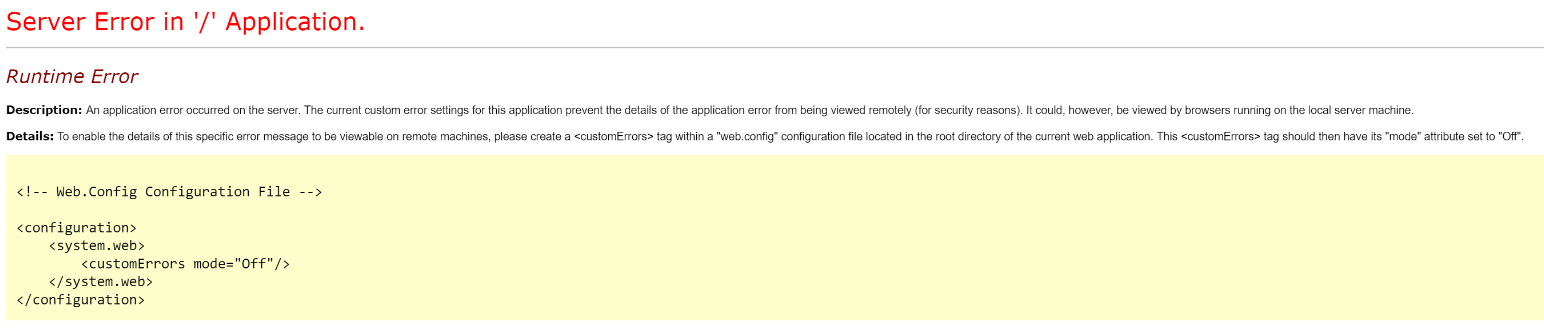 Server Error in '/' Application.
Runtime Error
Description: An application error occurred on the server. The current custom error settings for this application prevent the details of the application error from being viewed remotely (for security reasons). It could, however, be viewed by browsers running on the local server machine.
Details: To enable the details of this specific error message to be viewable on remote machines, please create a <customErrors> tag within a "web.config" configuration file located in the root directory of the current web application. This <customErrors> tag should then have its "mode" attribute set to "Off".
<!-- Web.Config Configuration File -->
<configuration>
    <system.web>
        <customErrors mode="Off"/>
    </system.web>
</configuration>